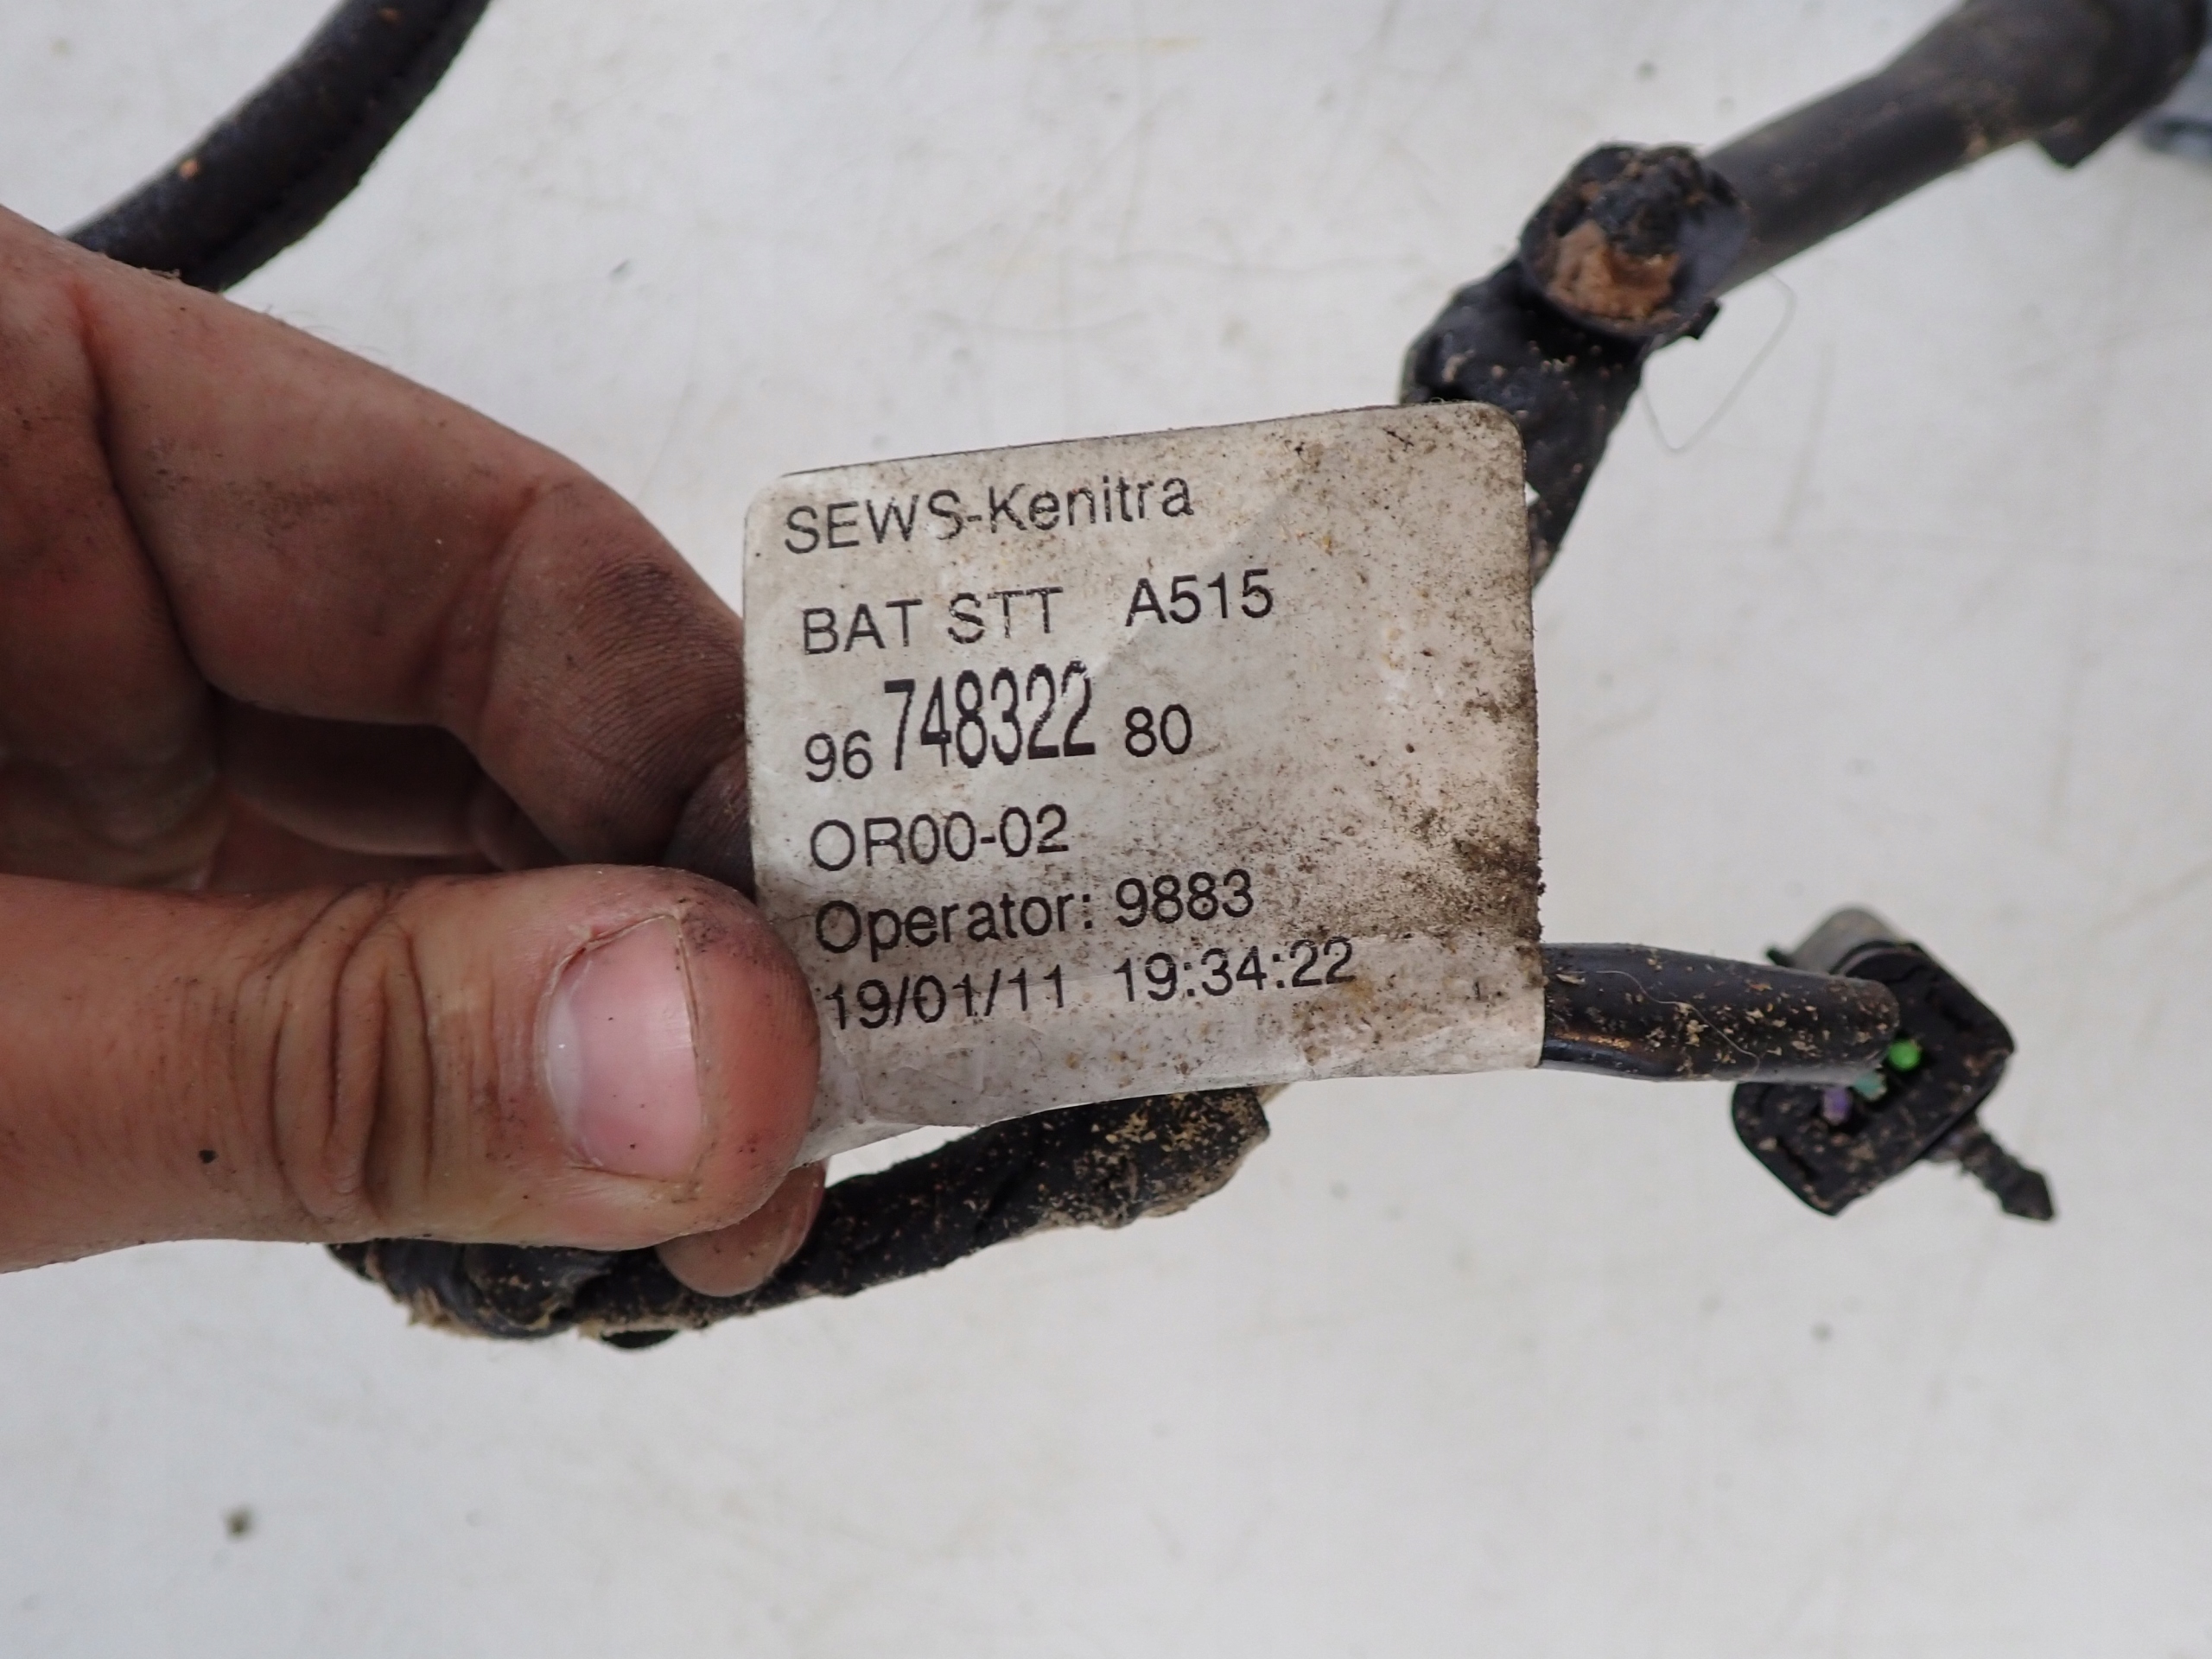 SEWS-Kenitra
BAT STT A515
96 748322 80
OR00-02
Operator: 9883
19/01/11 19:34:22